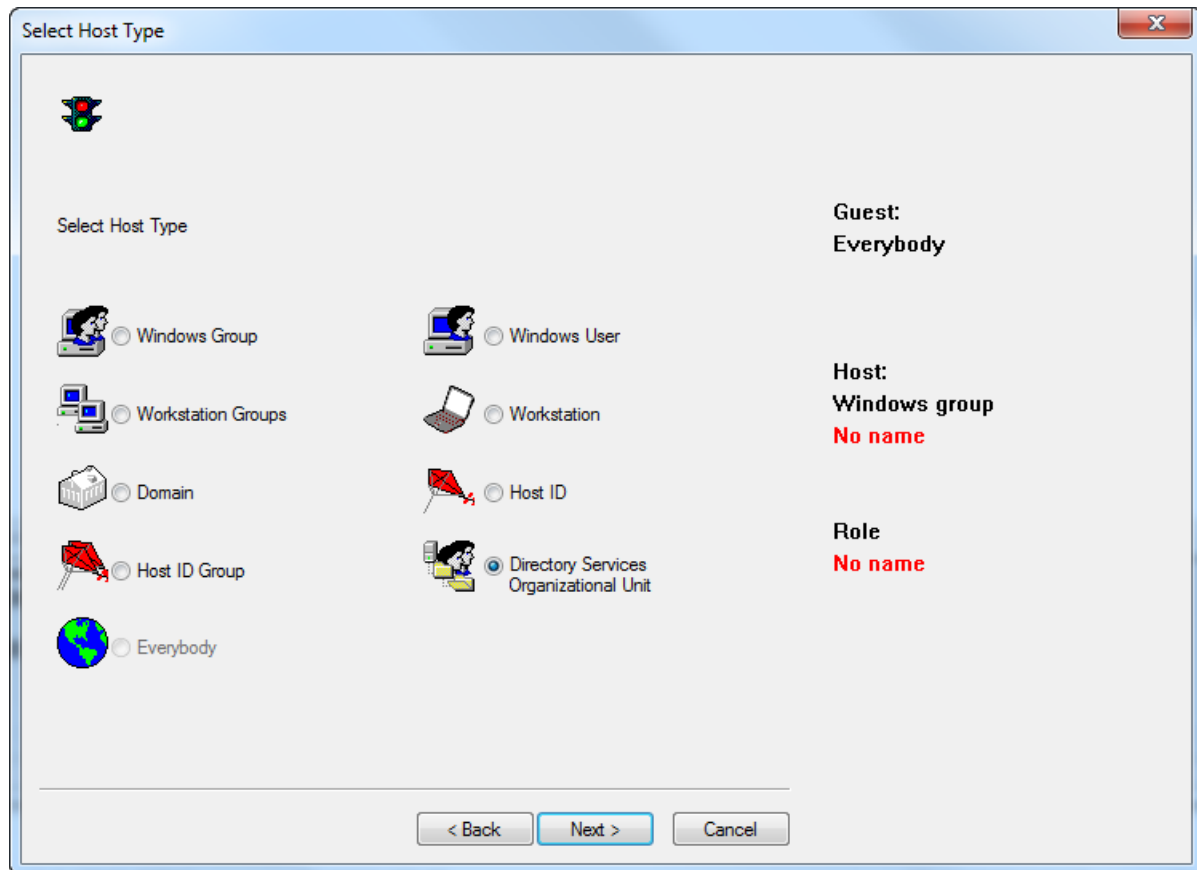 Select Host Type
Select Host Type
Windows Group
Windows User
Workstation Groups
Workstation
Domain
Host ID
Host ID Group
Directory Services
Organizational Unit
Everybody
Guest:
Everybody
Host:
Windows group
No name
Role
No name
< Back
Next >
Cancel